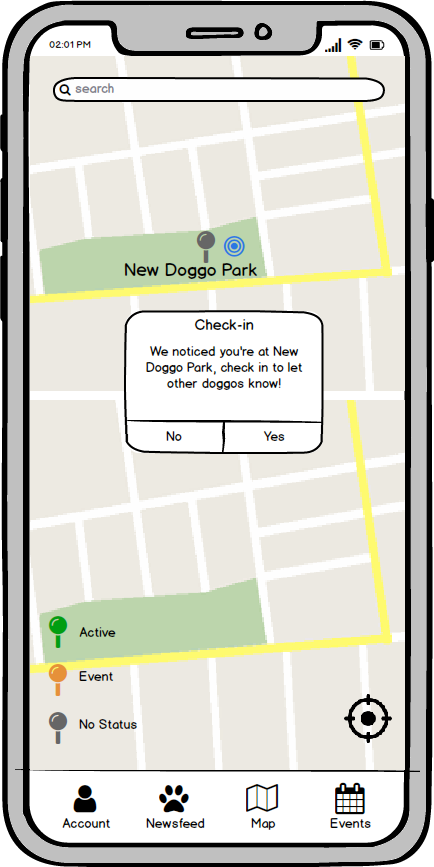 02:01 PM
search
New Doggo Park
Check-in
We noticed you're at New
Doggo Park, check in to let
other doggos know!
No Yes
Active
Event
No Status
Account Newsfeed Map Events